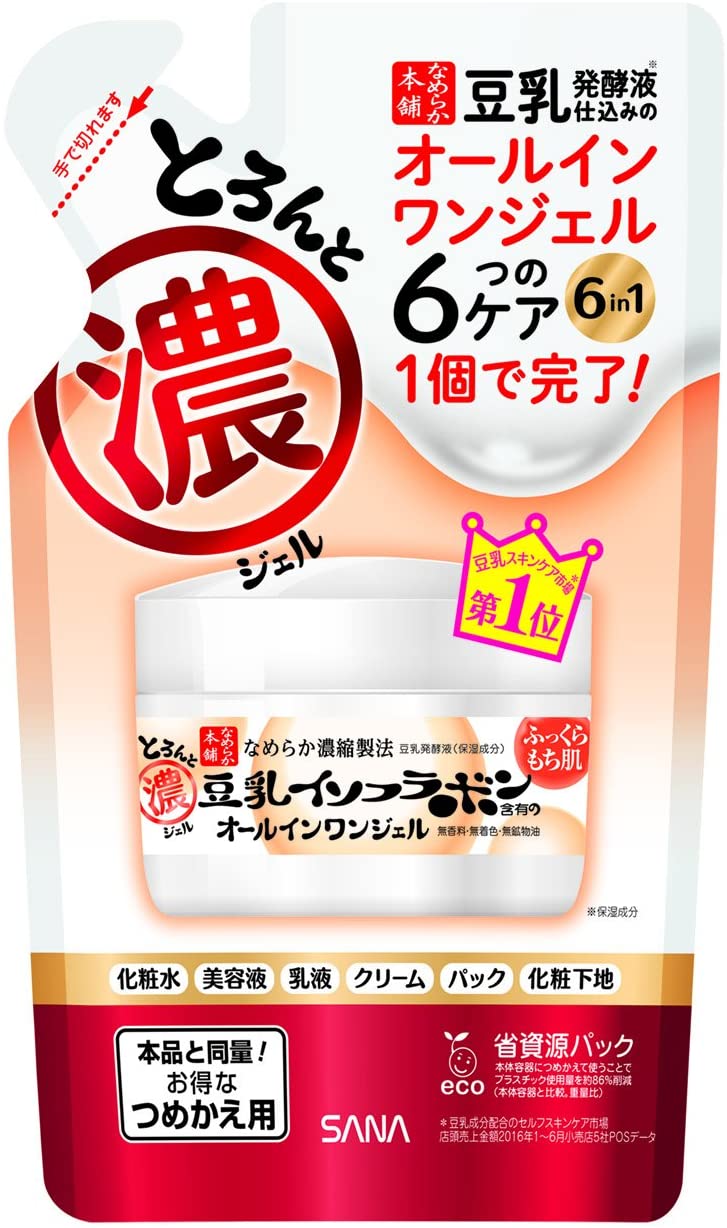 手で切れます
とろんと
濃
ジェル
なめらか
本舗
豆乳発酵液※
仕込みの
オールイン
ワンジェル
6つの
ケア
6in1
1個で完了!
豆乳スキンケア市場※
第1位
とろんと
濃
ジェル
なめらか
本舗
なめらか濃縮製法 豆乳発酵液(保湿成分)
豆乳イソフラボン含有の
オールインワンジェル 無香料・無着色・無鉱物油
ふっくら
もち肌
※保湿成分
化粧水 美容液 乳液 クリーム パック 化粧下地
本品と同量!
お得な
つめかえ用
SANA
eco
省資源パック
本体容器につめかえて使うことで
プラスチック使用量を約86%削減
(本体容器と比較。重量比)
*豆乳成分配合のセルフスキンケア市場
店頭売上金額2016年1~6月小売店5社POSデータ